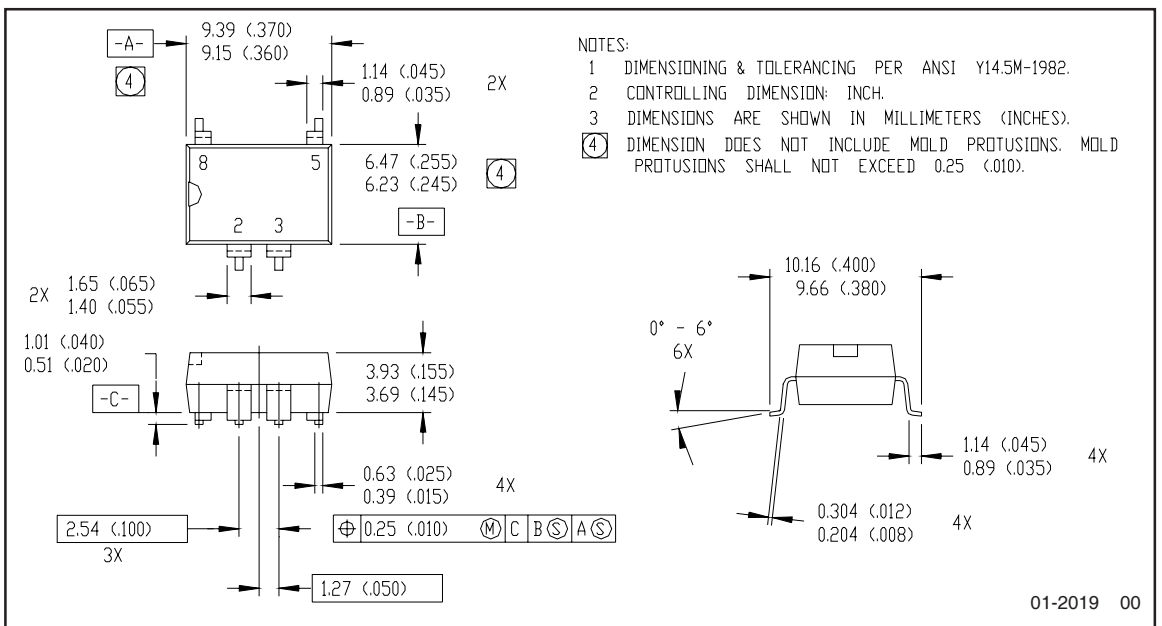 -A-
9.39 (.370)
9.15 (.360)
4
1.14 (.045)
0.89 (.035)
2X
8
5
6.47 (.255)
6.23 (.245)
4
2
3
-B-
2X
1.65 (.065)
1.40 (.055)
1.01 (.040)
0.51 (.020)
-C-
3.93 (.155)
3.69 (.145)
0.63 (.025)
0.39 (.015)
4X
2.54 (.100)
3X
⌖ 0.25 (.010) Ⓜ C B Ⓢ A Ⓢ
1.27 (.050)
NOTES:
1 DIMENSIONING & TOLERANCING PER ANSI Y14.5M-1982.
2 CONTROLLING DIMENSION: INCH.
3 DIMENSIONS ARE SHOWN IN MILLIMETERS (INCHES).
4 DIMENSION DOES NOT INCLUDE MOLD PROTUSIONS. MOLD
PROTUSIONS SHALL NOT EXCEED 0.25 (.010).
10.16 (.400)
9.66 (.380)
0° - 6°
6X
1.14 (.045)
0.89 (.035)
4X
0.304 (.012)
0.204 (.008)
4X
01-2019 00